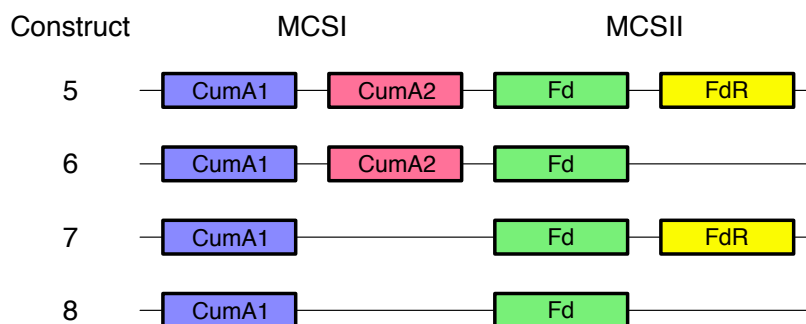 Construct MCSI MCSII
5 CumA1 CumA2 Fd FdR
6 CumA1 CumA2 Fd
7 CumA1 Fd FdR
8 CumA1 Fd